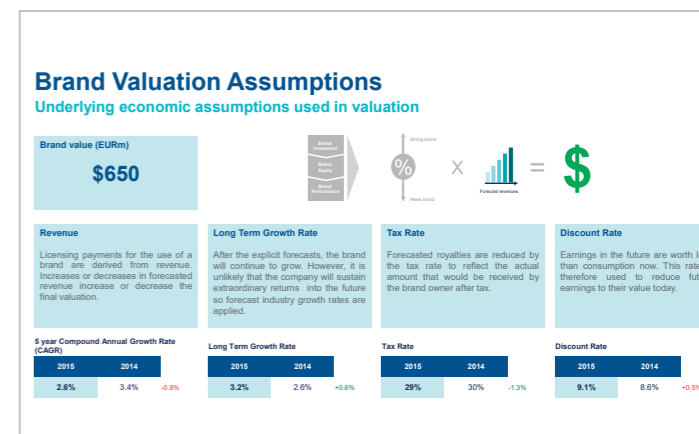 Brand Valuation Assumptions
Underlying economic assumptions used in valuation
Brand value (EURm)
$650
Brand
Investment
Brand
Equity
Brand
Performance
Strong brand
%
Weak brand
X
Forecast revenues
=
$
Revenue
Licensing payments for the use of a
brand are derived from revenue.
Increases or decreases in forecasted
revenue increase or decrease the
final valuation.
Long Term Growth Rate
After the explicit forecasts, the brand
will continue to grow. However, it is
unlikely that the company will sustain
extraordinary returns into the future
so forecast industry growth rates are
applied.
Tax Rate
Forecasted royalties are reduced by
the tax rate to reflect the actual
amount that would be received by
the brand owner after tax.
Discount Rate
Earnings in the future are worth
than consumption now. This rate
therefore used to reduce
earnings to their value today.
5 year Compound Annual Growth Rate
(CAGR)
2015 2014
2.6% 3.4% -0.8%
Long Term Growth Rate
2015 2014
3.2% 2.6% +0.6%
Tax Rate
2015 2014
29% 30% -1.3%
Discount Rate
2015 2014
9.1% 8.6% +0.5%